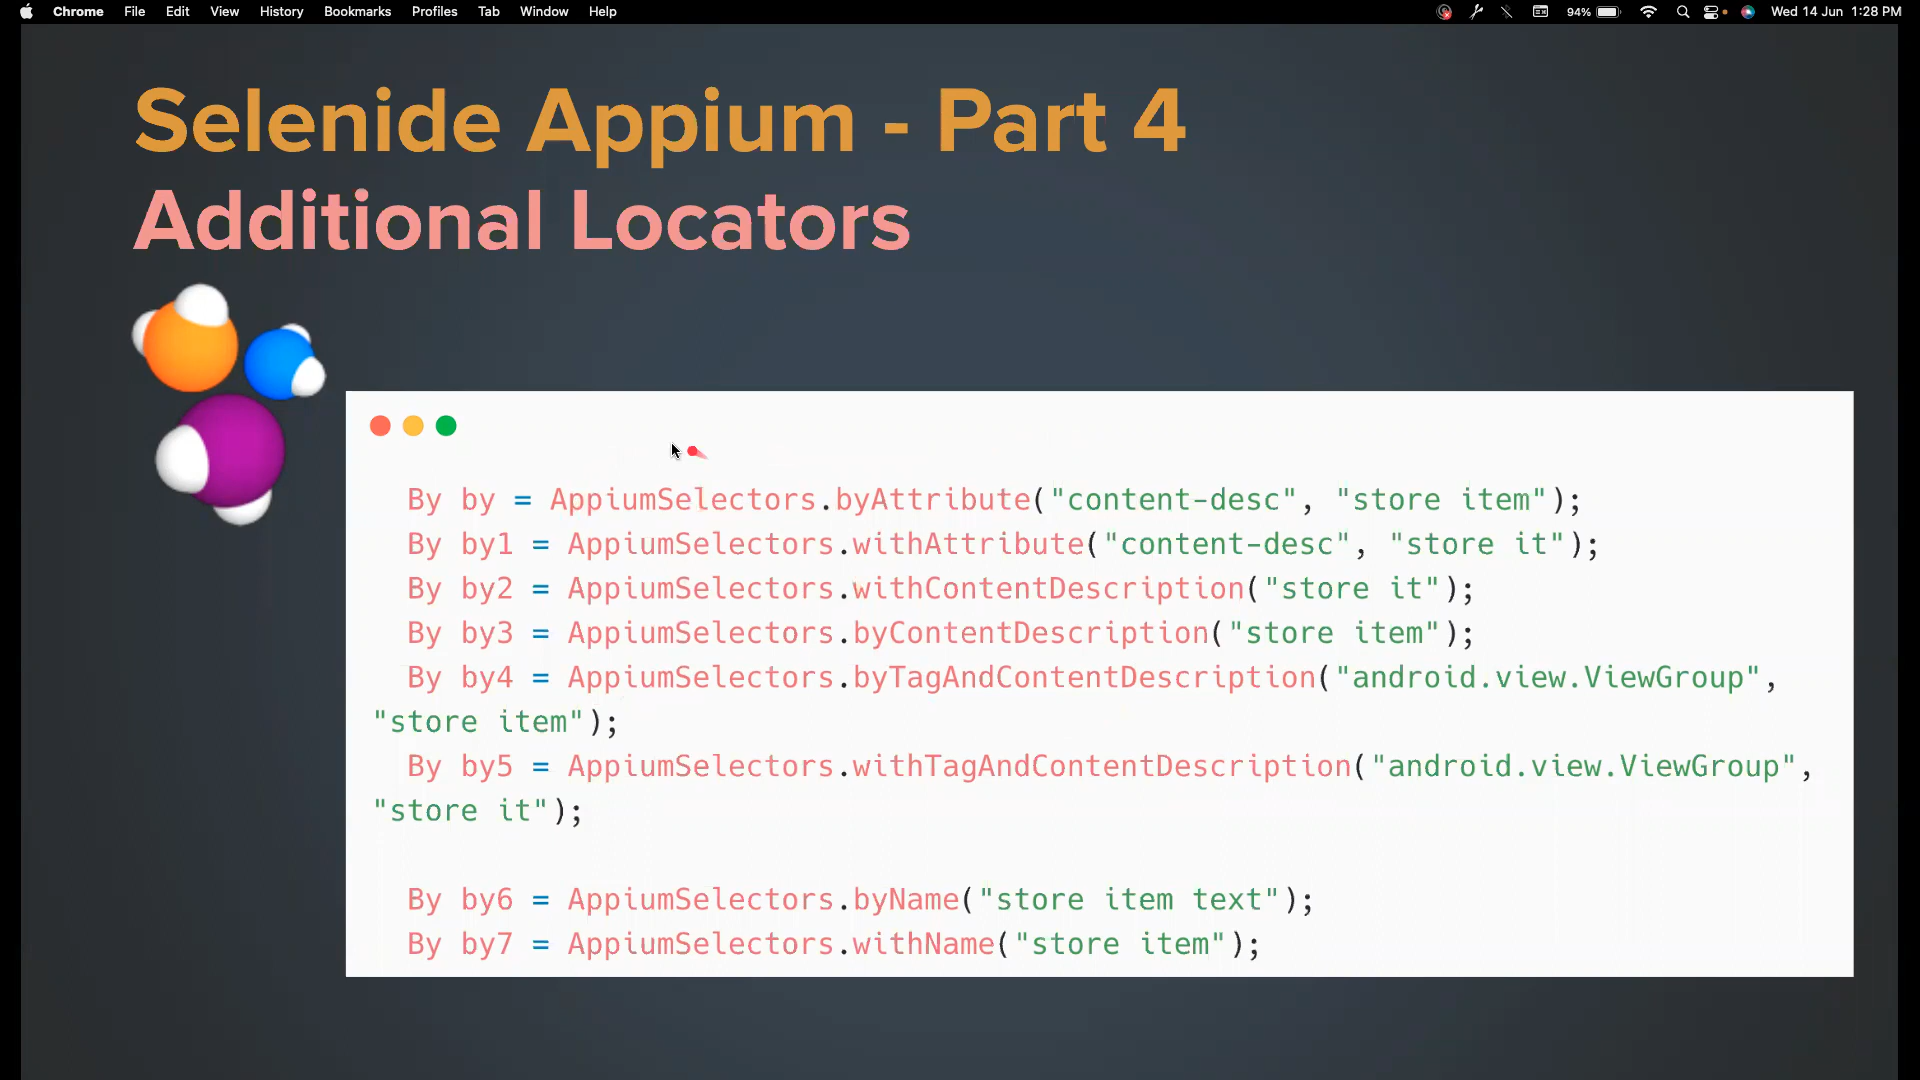 Chrome File Edit View History Bookmarks Profiles Tab Window Help 94% Wed 14 Jun 1:28 PM
Selenide Appium - Part 4
Additional Locators
By by = AppiumSelectors.byAttribute("content-desc", "store item");
By by1 = AppiumSelectors.withAttribute("content-desc", "store it");
By by2 = AppiumSelectors.withContentDescription("store it");
By by3 = AppiumSelectors.byContentDescription("store item");
By by4 = AppiumSelectors.byTagAndContentDescription("android.view.ViewGroup",
"store item");
By by5 = AppiumSelectors.withTagAndContentDescription("android.view.ViewGroup",
"store it");
By by6 = AppiumSelectors.byName("store item text");
By by7 = AppiumSelectors.withName("store item");